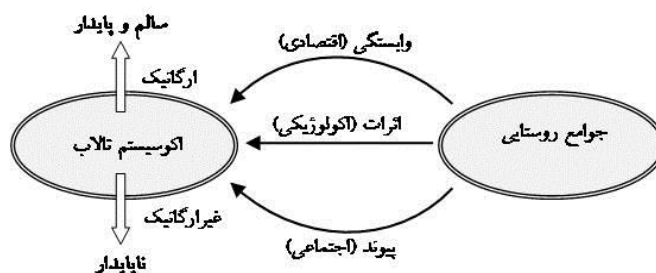 سالم و پایدار
ارگانیک
اکوسیستم تالاب
غیرارگانیک
ناپایدار
وابستگی (اقتصادی)
اثرات (اکولوژیکی)
پیوند (اجتماعی)
جوامع روستایی